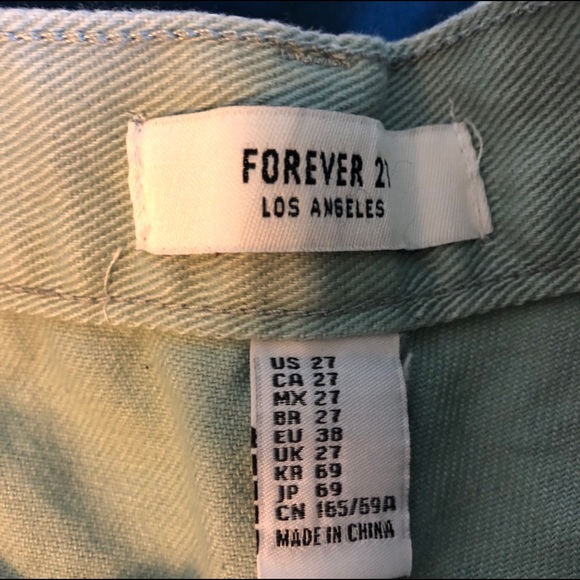 FOREVER 21
LOS ANGELES
US 27
CA 27
MX 27
BR 27
EU 38
UK 27
KR 69
JP 69
CN 165/69A
MADE IN CHINA